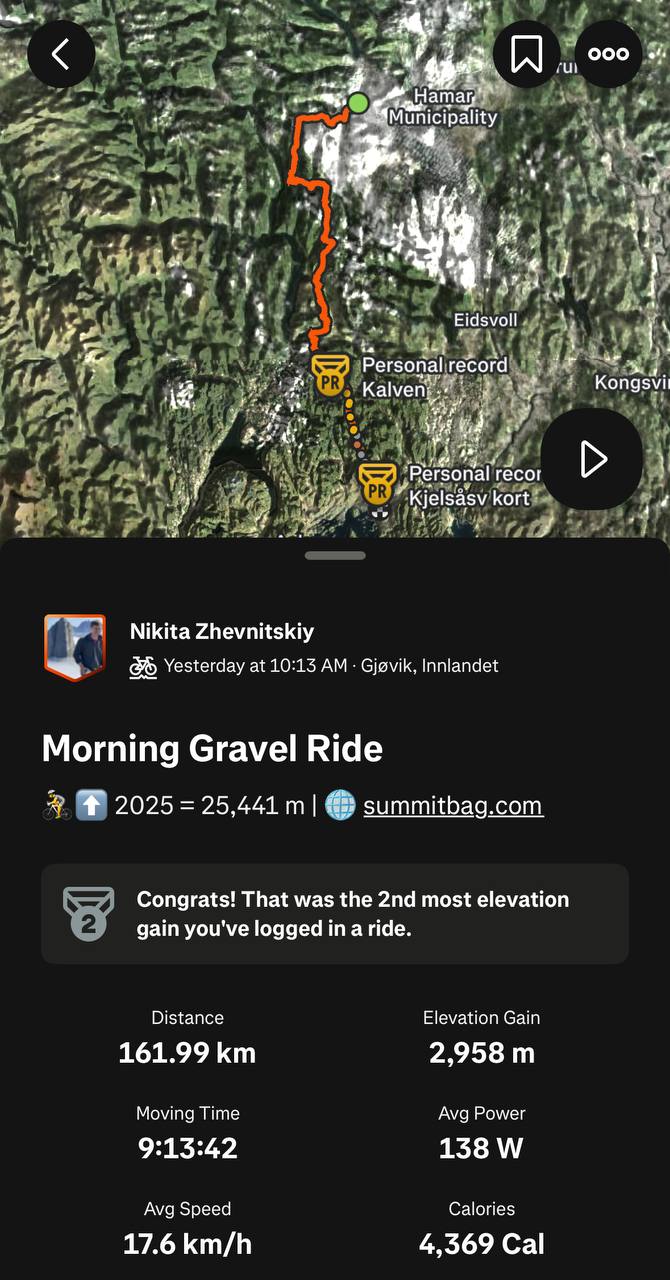 Hamar
Municipality
Eidsvoll
Personal record
Kalven
PR
Personal recor
Kjelsåsv kort
PR
Nikita Zhevnitskiy
Yesterday at 10:13 AM · Gjøvik, Innlandet
Morning Gravel Ride
🚴⬆️ 2025 = 25,441 m | 🌐 summitbag.com
2
Congrats! That was the 2nd most elevation
gain you've logged in a ride.
Distance
161.99 km
Elevation Gain
2,958 m
Moving Time
9:13:42
Avg Power
138 W
Avg Speed
17.6 km/h
Calories
4,369 Cal